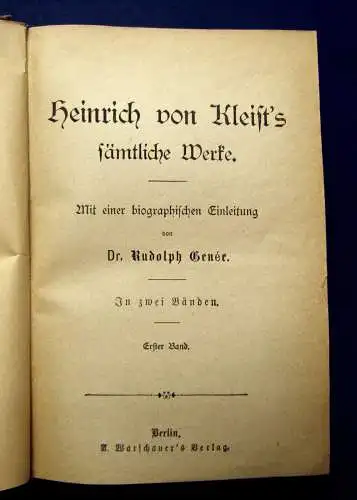 Heinrich von Kleist's
sämtliche Werke.
Mit einer biographischen Einleitung
von
Dr. Rudolph Genée.
In zwei Bänden.
Erster Band.
Berlin.
A. Warschauer's Verlag.